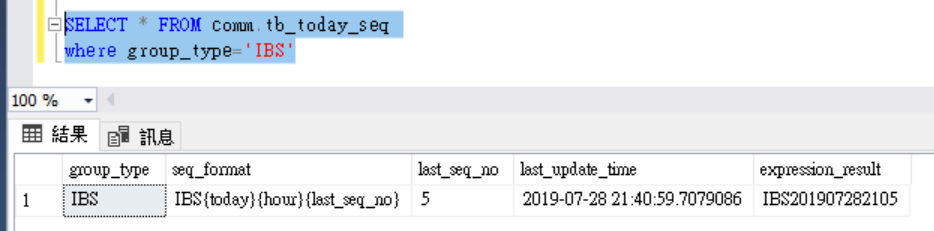 SELECT * FROM comm.tb_today_seq
where group_type='IBS'
100 %
結果 訊息
group_type seq_format last_seq_no last_update_time expression_result
1 IBS IBS{today}{hour}{last_seq_no} 5 2019-07-28 21:40:59.7079086 IBS201907282105